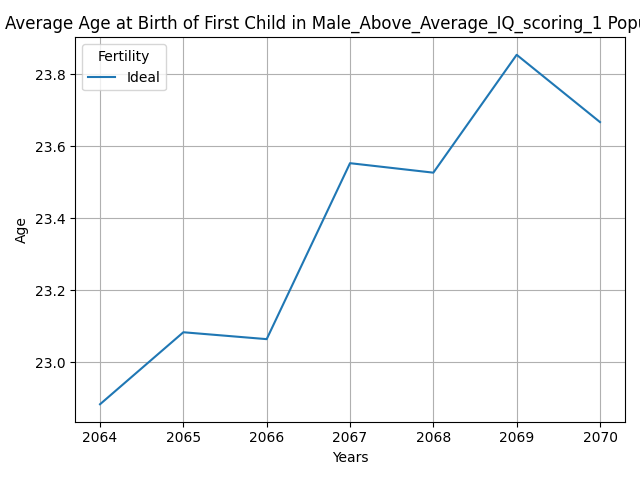 Average Age at Birth of First Child in Male_Above_Average_IQ_scoring_1
Fertility
Ideal
23.8
23.6
23.4
23.2
23.0
Age
2064 2065 2066 2067 2068 2069 2070
Years